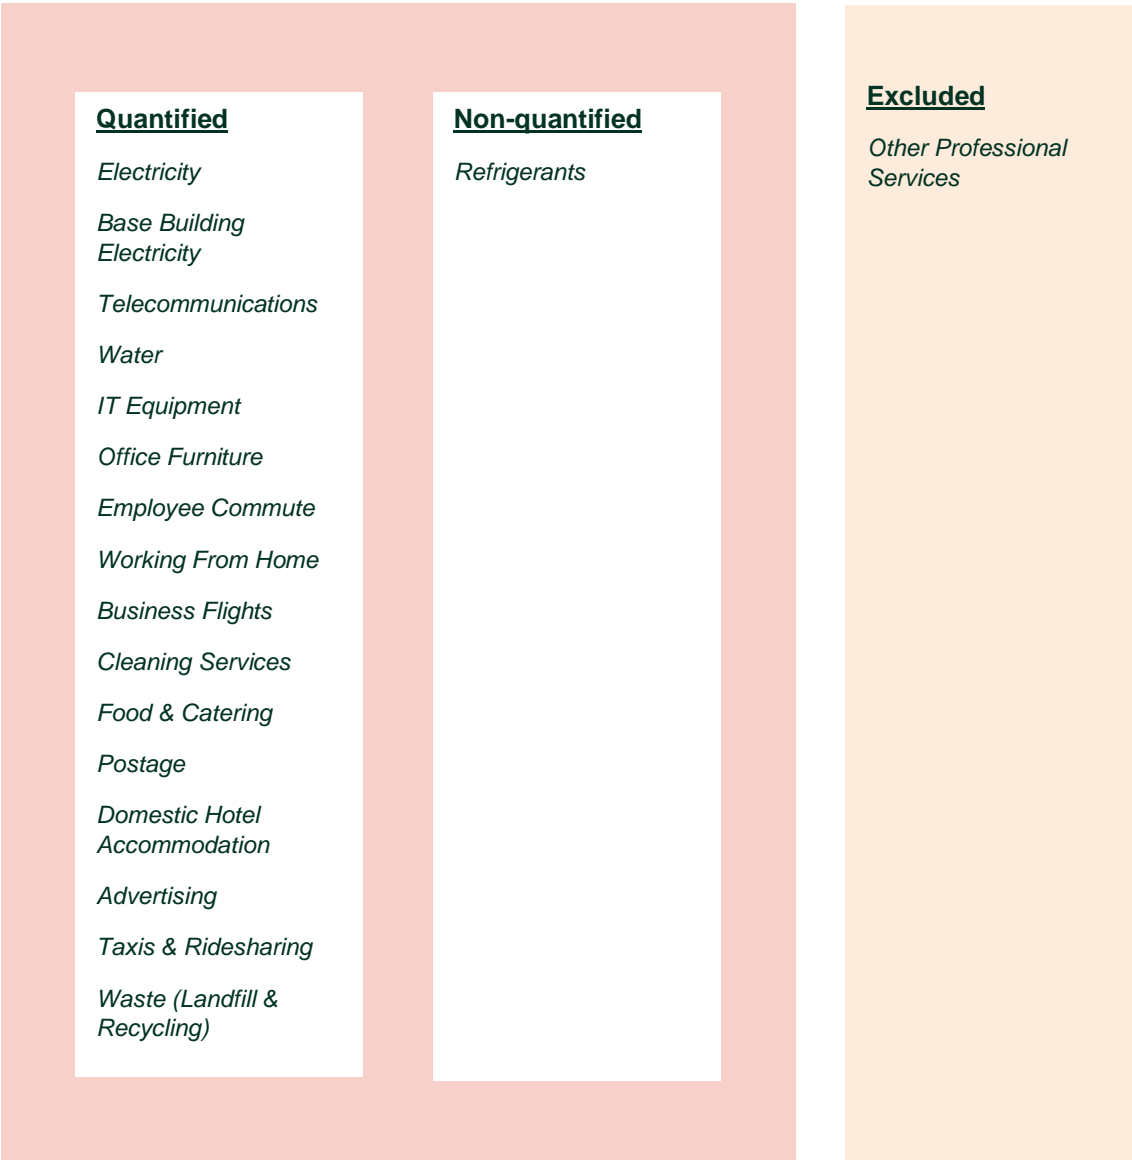 Quantified
Electricity
Base Building
Electricity
Telecommunications
Water
IT Equipment
Office Furniture
Employee Commute
Working From Home
Business Flights
Cleaning Services
Food & Catering
Postage
Domestic Hotel
Accommodation
Advertising
Taxis & Ridesharing
Waste (Landfill &
Recycling)
Non-quantified
Refrigerants
Excluded
Other Professional
Services